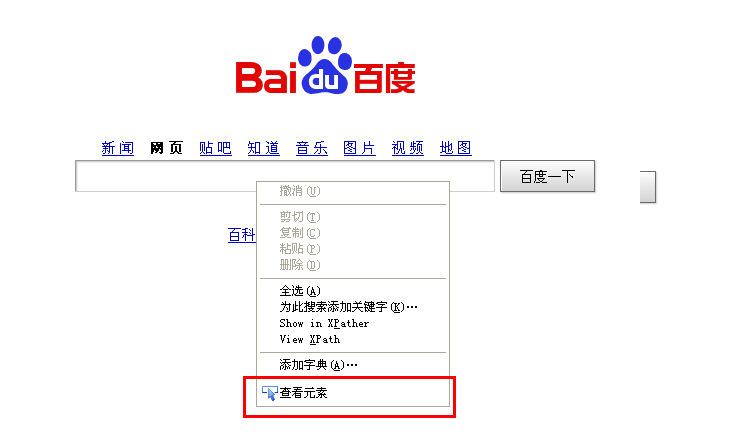 Bai du 百度
新闻 网页 贴吧 知道 音乐 图片 视频 地图
百度一下
百科
撤消(U)
剪切(T)
复制(C)
粘贴(P)
删除(D)
全选(A)
为此搜索添加关键字(K)…
Show in XPather
View XPath
添加字典(A)…
查看元素